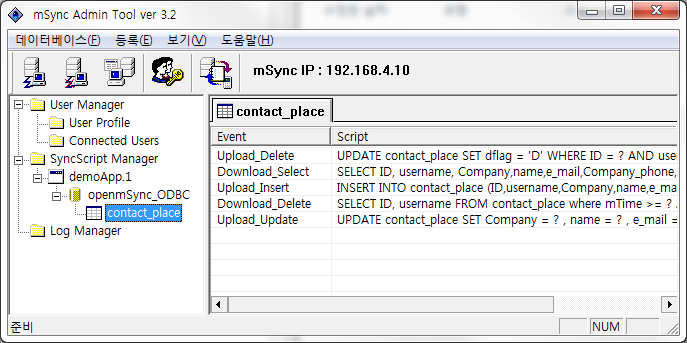 mSync Admin Tool ver 3.2
데이터베이스(F) 등록(E) 보기(V) 도움말(H)
mSync IP : 192.168.4.10
User Manager
User Profile
Connected Users
SyncScript Manager
demoApp.1
openmSync_ODBC
contact_place
Log Manager
contact_place
Event Script
Upload_Delete UPDATE contact_place SET dflag = 'D' WHERE ID = ? AND use
Download_Select SELECT ID, username, Company,name,e_mail,Company_phone,
Upload_Insert INSERT INTO contact_place (ID,username,Company,name,e_ma
Download_Delete SELECT ID, username FROM contact_place where mTime >= ?
Upload_Update UPDATE contact_place SET Company = ? , name = ? , e_mail =
준비 NUM